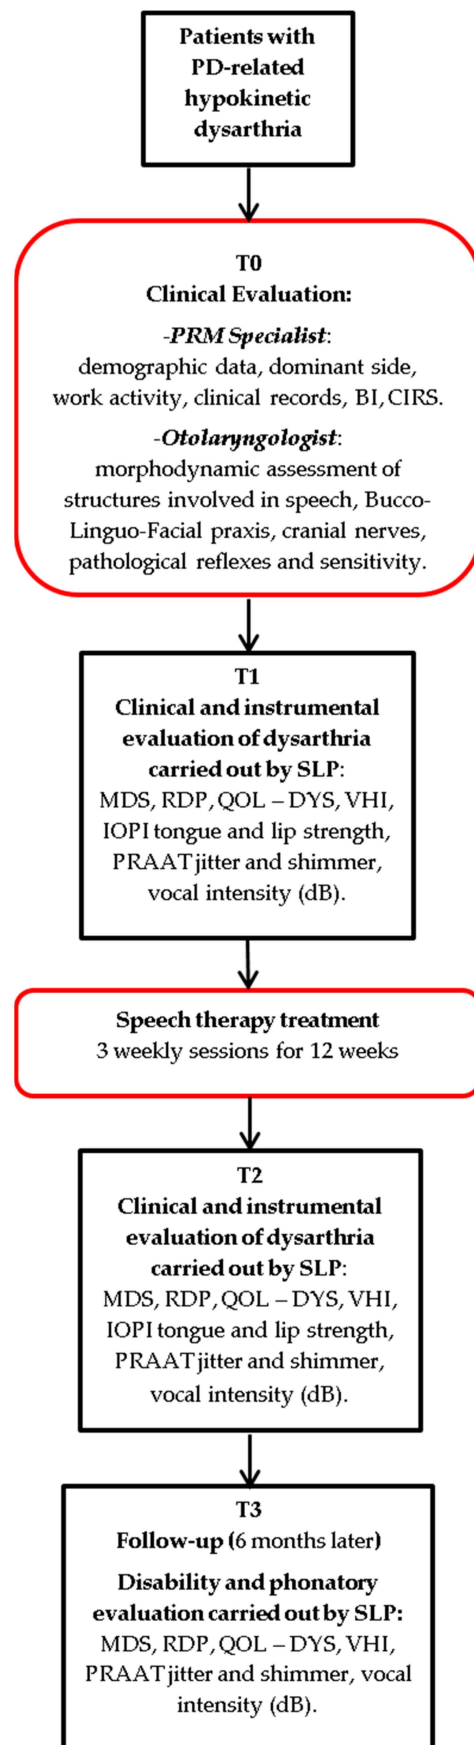 Patients with
PD-related
hypokinetic
dysarthria
T0
Clinical Evaluation:
-PRM Specialist:
demographic data, dominant side,
work activity, clinical records, BI, CIRS.
-Otolaryngologist:
morphodynamic assessment of
structures involved in speech, Bucco-
Linguo-Facial praxis, cranial nerves,
pathological reflexes and sensitivity.
T1
Clinical and instrumental
evaluation of dysarthria
carried out by SLP:
MDS, RDP, QOL – DYS, VHI,
IOPI tongue and lip strength,
PRAAT jitter and shimmer,
vocal intensity (dB).
Speech therapy treatment
3 weekly sessions for 12 weeks
T2
Clinical and instrumental
evaluation of dysarthria
carried out by SLP:
MDS, RDP, QOL – DYS, VHI,
IOPI tongue and lip strength,
PRAAT jitter and shimmer,
vocal intensity (dB).
T3
Follow-up (6 months later)
Disability and phonatory
evaluation carried out by SLP:
MDS, RDP, QOL – DYS, VHI,
PRAAT jitter and shimmer, vocal
intensity (dB).